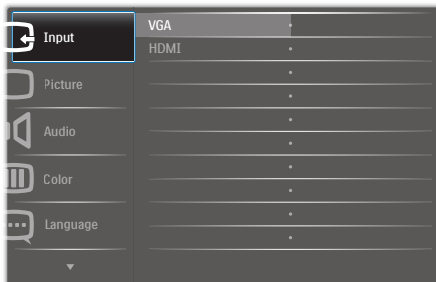 Input
VGA
HDMI
Picture
Audio
Color
Language